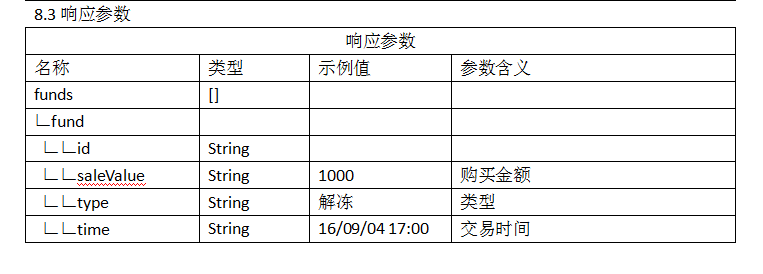 8.3 响应参数
响应参数
名称 类型 示例值 参数含义
funds []
∟fund
∟∟id String
∟∟saleValue String 1000 购买金额
∟∟type String 解冻 类型
∟∟time String 16/09/04 17:00 交易时间